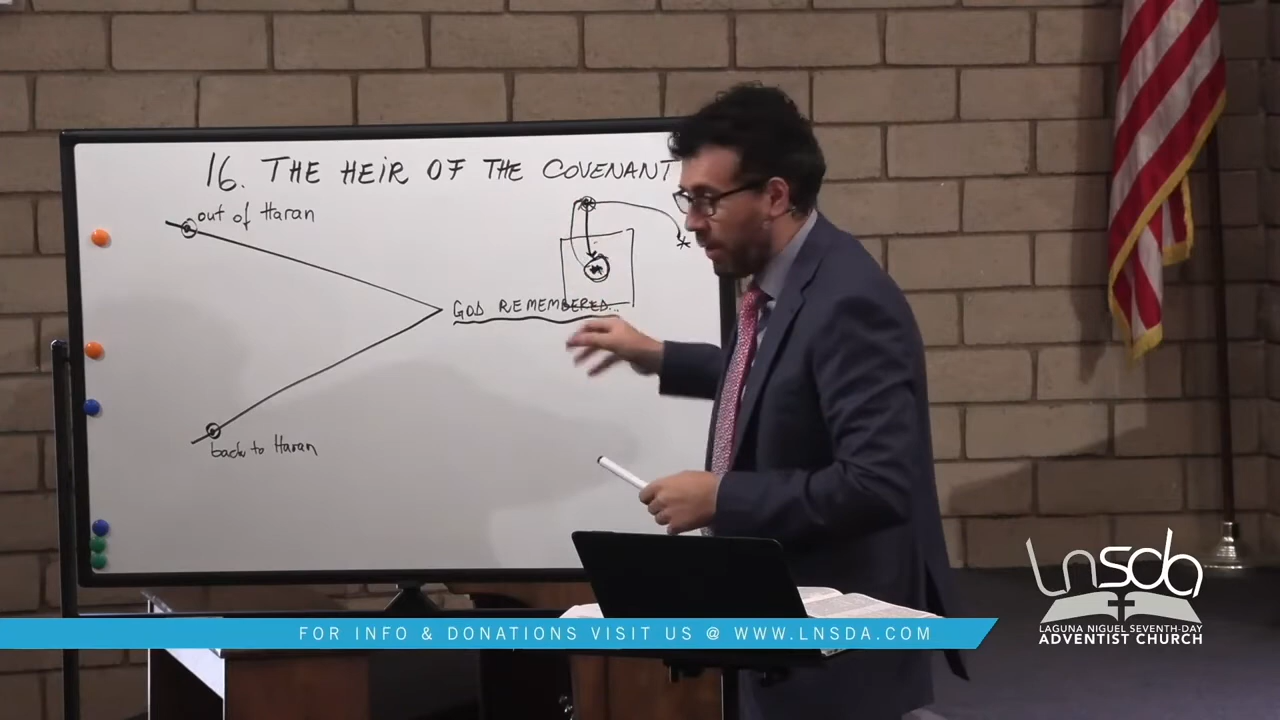 16. THE HEIR OF THE COVENANT
out of Haran
GOD REMEMBERED...
back to Haran
FOR INFO & DONATIONS VISIT US @ WWW.LNSDA.COM
LNSDA
LAGUNA NIGUEL SEVENTH-DAY
ADVENTIST CHURCH